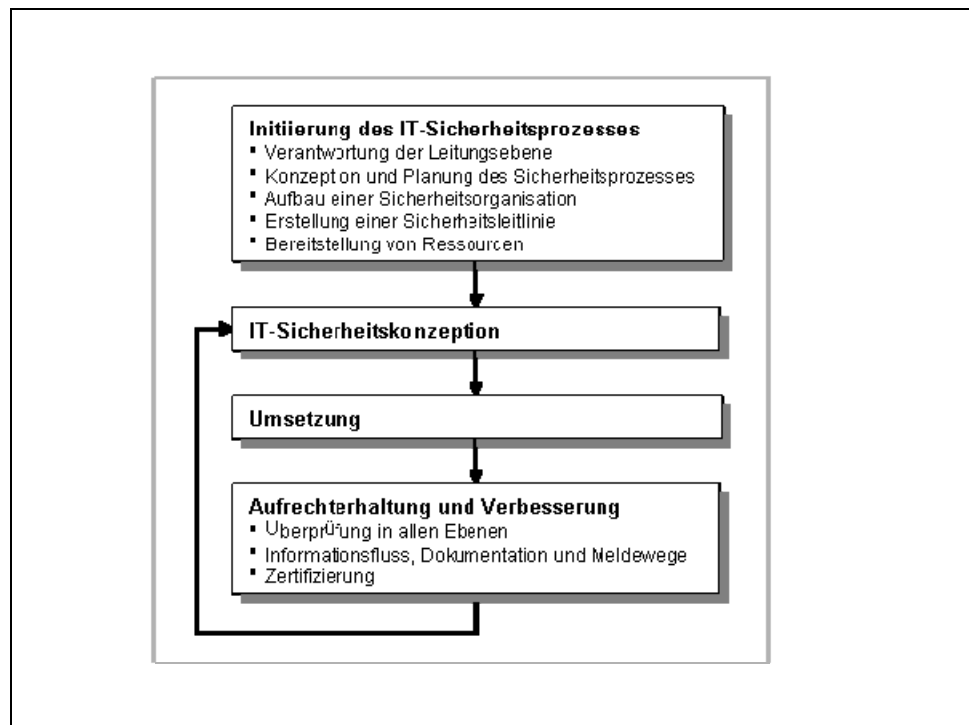 Initiierung des IT-Sicherheitsprozesses
▪ Verantwortung der Leitungsebene
▪ Konzeption und Planung des Sicherheitsprozesses
▪ Aufbau einer Sicherheitsorganisation
▪ Erstellung einer Sicherheitsleitlinie
▪ Bereitstellung von Ressourcen
IT-Sicherheitskonzeption
Umsetzung
Aufrechterhaltung und Verbesserung
▪ Überprüfung in allen Ebenen
▪ Informationsfluss, Dokumentation und Meldewege
▪ Zertifizierung